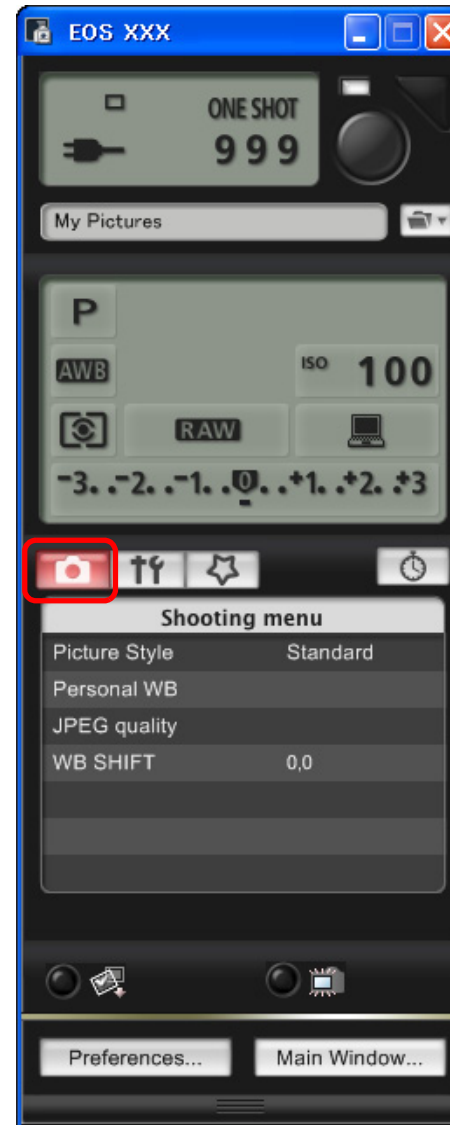 EOS XXX
ONE SHOT
999
My Pictures
P
AWB
ISO 100
RAW
-3. .-2. .-1. .0. .+1. .+2. .+3
Shooting menu
Picture Style Standard
Personal WB
JPEG quality
WB SHIFT 0,0
Preferences... Main Window...